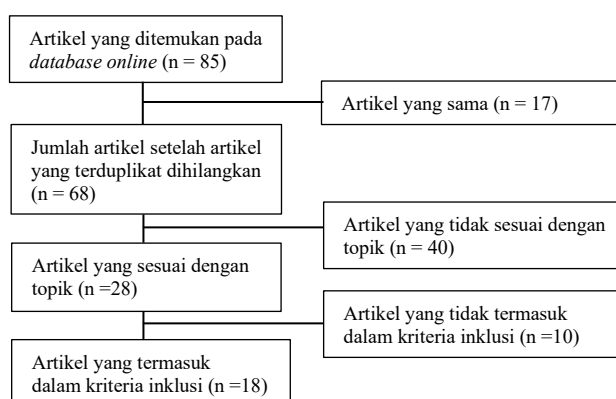 Artikel yang ditemukan pada
database online (n = 85)
Artikel yang sama (n = 17)
Jumlah artikel setelah artikel
yang terduplikat dihilangkan
(n = 68)
Artikel yang tidak sesuai dengan
topik (n = 40)
Artikel yang sesuai dengan
topik (n =28)
Artikel yang tidak termasuk
dalam kriteria inklusi (n =10)
Artikel yang termasuk
dalam kriteria inklusi (n =18)